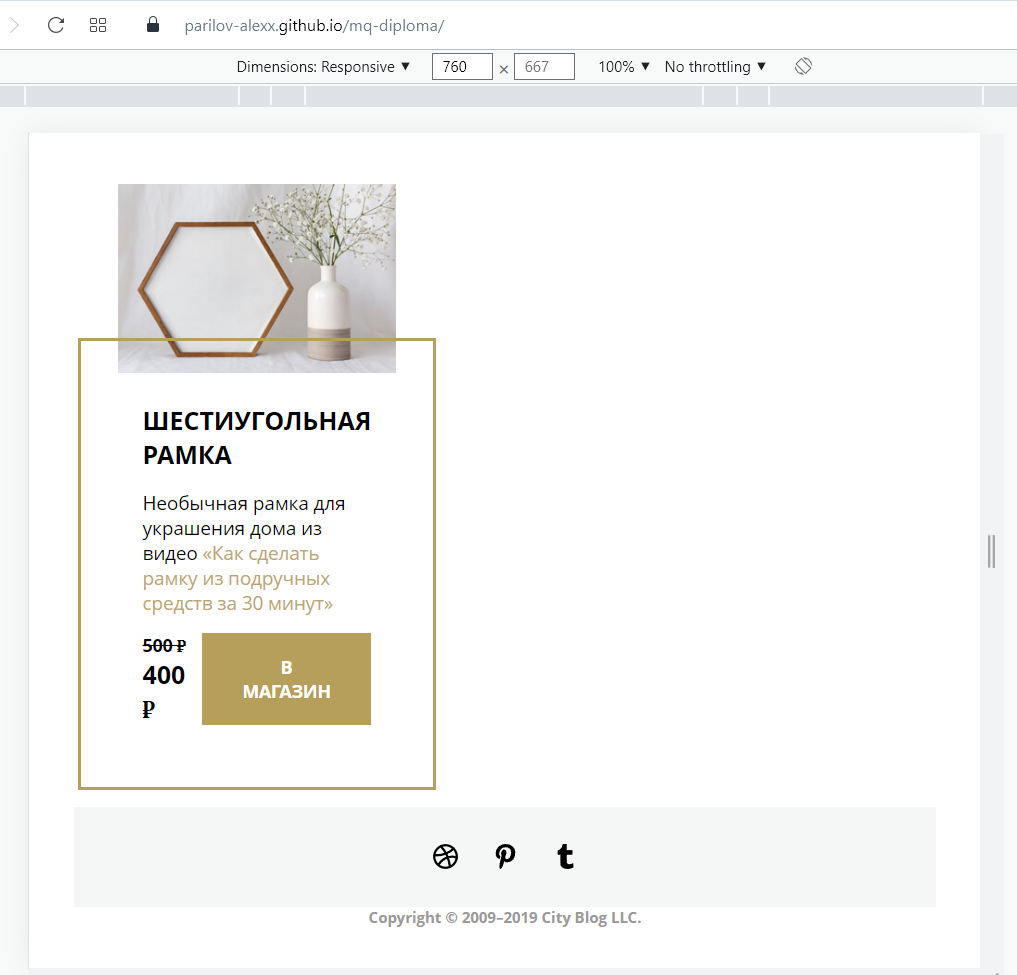 parilov-alexx.github.io/mq-diploma/
Dimensions: Responsive ▼ 760 × 667 100% ▼ No throttling ▼
ШЕСТИУГОЛЬНАЯ
РАМКА
Необычная рамка для
украшения дома из
видео «Как сделать
рамку из подручных
средств за 30 минут»
500 ₽
400
₽
В
МАГАЗИН
Copyright © 2009–2019 City Blog LLC.